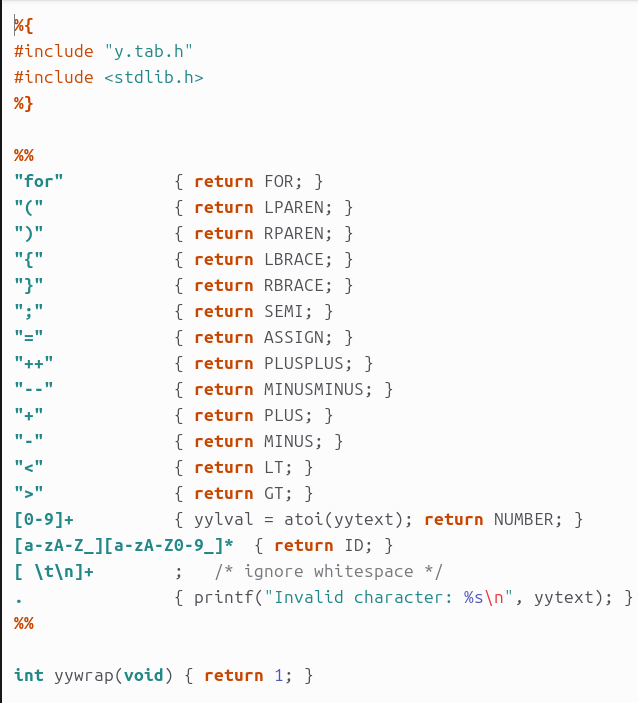 %{
#include "y.tab.h"
#include <stdlib.h>
%}

%%
"for"           { return FOR; }
"("             { return LPAREN; }
")"             { return RPAREN; }
"{"             { return LBRACE; }
"}"             { return RBRACE; }
";"             { return SEMI; }
"="             { return ASSIGN; }
"++"            { return PLUSPLUS; }
"--"            { return MINUSMINUS; }
"+"             { return PLUS; }
"-"             { return MINUS; }
"<"             { return LT; }
">"             { return GT; }
[0-9]+          { yylval = atoi(yytext); return NUMBER; }
[a-zA-Z_][a-zA-Z0-9_]*  { return ID; }
[ \t\n]+        ;   /* ignore whitespace */
.               { printf("Invalid character: %s\n", yytext); }
%%

int yywrap(void) { return 1; }